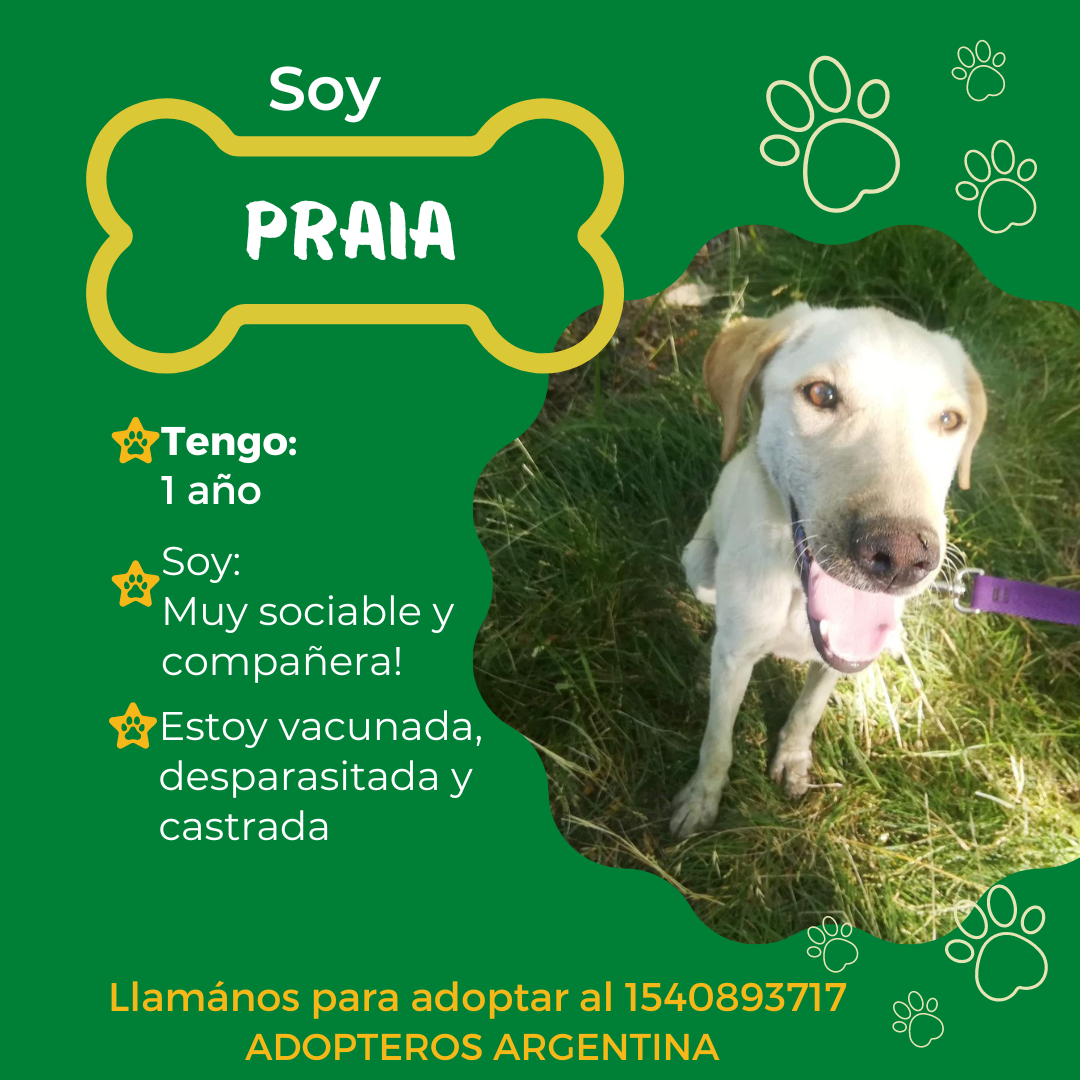 Soy
PRAIA
Tengo:
1 año
Soy:
Muy sociable y
compañera!
Estoy vacunada,
desparasitada y
castrada
Llamános para adoptar al 1540893717
ADOPTEROS ARGENTINA